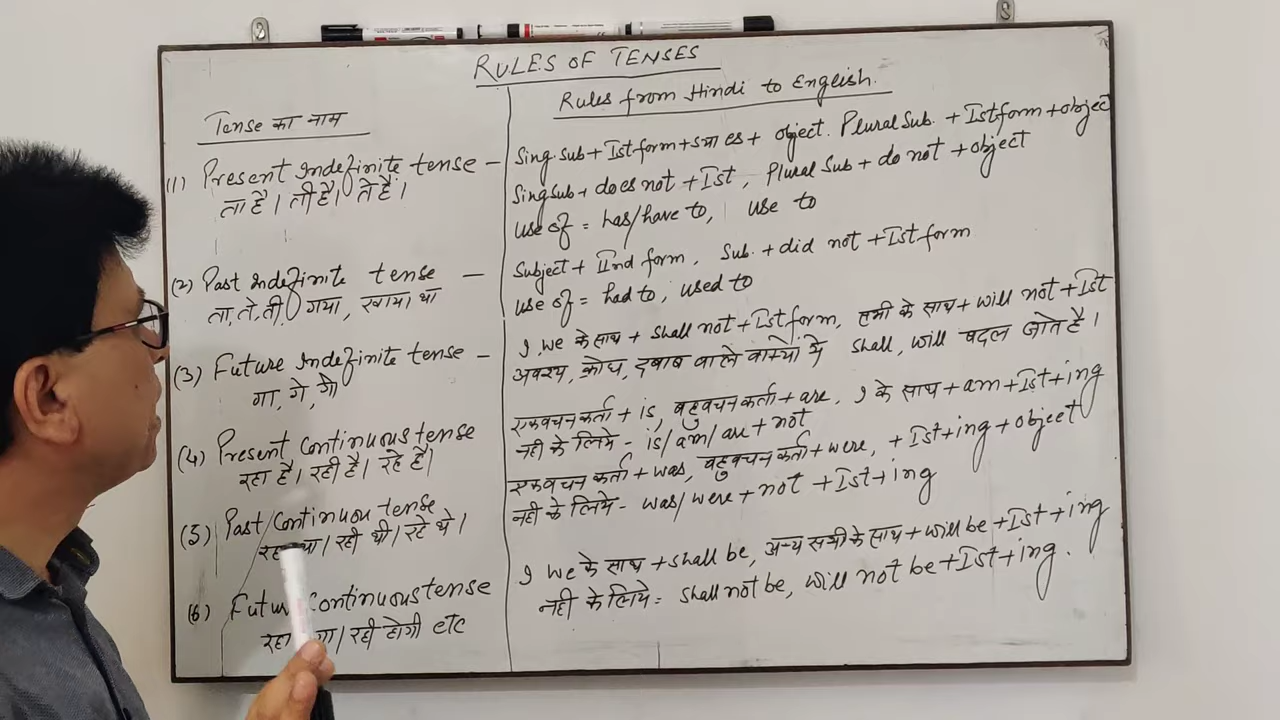 RULES OF TENSES
Rules from Hindi to English.
Tense का नाम
(1) Present Indefinite tense –
ता है। ती है। ते है।
Sing. sub + Ist form + s या es + object. Plural Sub. + Ist form + object
Sing sub + does not + Ist, Plural Sub + do not + object
use of = has/have to, use to
(2) Past Indefinite tense –
ता, ते, ती, गया, खाया था
Subject + IInd form, Sub. + did not + Ist form
use of = had to, used to
(3) Future Indefinite tense –
गा, गे, गी
I, we के साथ + shall not + Ist form, सभी के साथ + will not + Ist
अवश्य, क्रोध, दबाब वाले वाक्यों मे shall, will बदल जाते है।
(4) Present Continuous tense
रहा है। रही है। रहे है।
एकवचन कर्ता + is, बहुवचन कर्ता + are, I के साथ + am + Ist + ing
नही के लिये – is/am/are + not
(5) Past Continuou tense
था। रही थी। रहे थे।
एकवचन कर्ता + was, बहुवचन कर्ता + were, + Ist + ing + object
नही के लिये – was/were + not + Ist + ing
(6) Continuous tense
रही होगी etc
I we के साथ + shall be, अन्य सभी के साथ + will be + Ist + ing
नही के लिये = shall not be, will not be + Ist + ing.